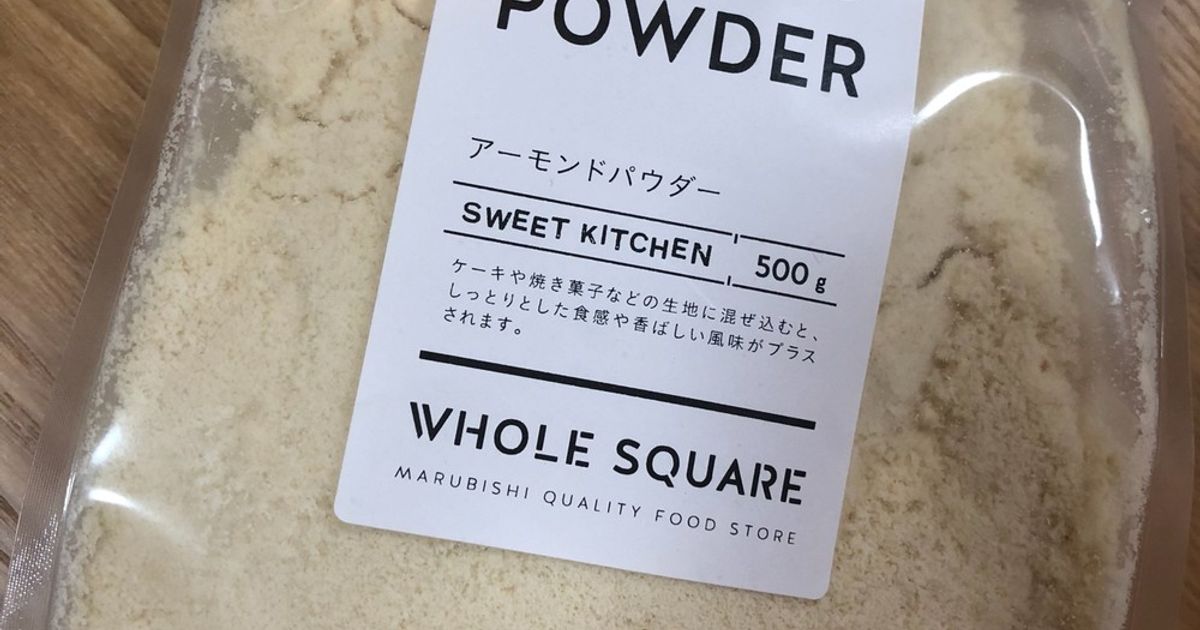 POWDER
アーモンドパウダー
SWEET KITCHEN 500g
ケーキや焼き菓子などの生地に混ぜ込むと、
しっとりとした食感や香ばしい風味がプラス
されます。
WHOLE SQUARE
MARUBISHI QUALITY FOOD STORE